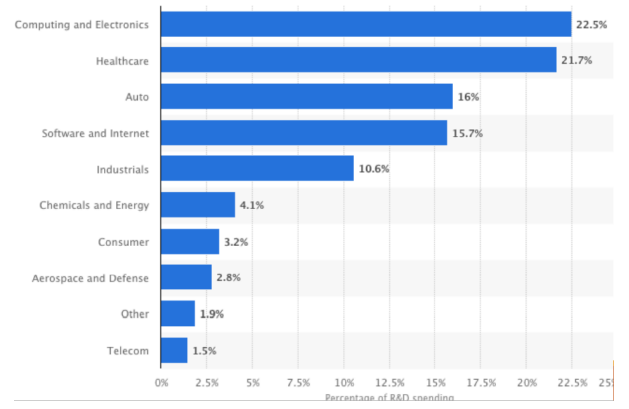 Computing and Electronics 22.5%
Healthcare 21.7%
Auto 16%
Software and Internet 15.7%
Industrials 10.6%
Chemicals and Energy 4.1%
Consumer 3.2%
Aerospace and Defense 2.8%
Other 1.9%
Telecom 1.5%
0% 2.5% 5% 7.5% 10% 12.5% 15% 17.5% 20% 22.5% 25
Percentage of R&D spending